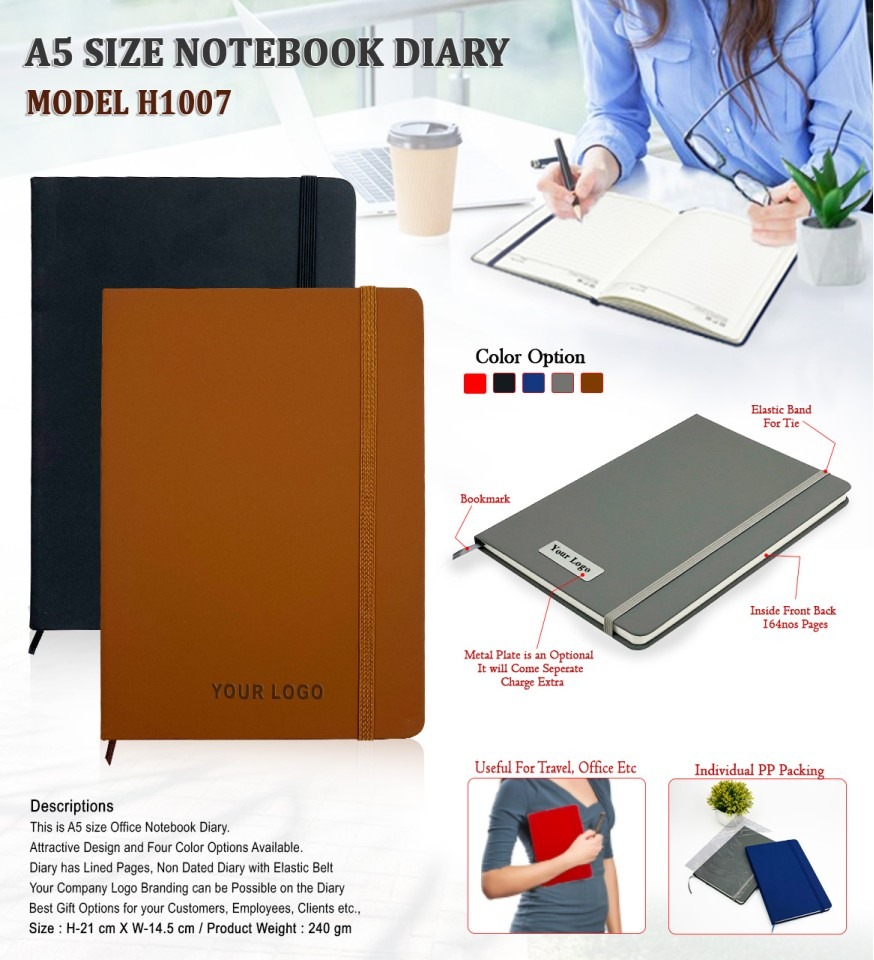 A5 SIZE NOTEBOOK DIARY
MODEL H1007
Color Option
Elastic Band
For Tie
Bookmark
Your Logo
Inside Front Back
164nos Pages
Metal Plate is an Optional
It will Come Seperate
Charge Extra
YOUR LOGO
Useful For Travel, Office Etc
Individual PP Packing
Descriptions
This is A5 size Office Notebook Diary.
Attractive Design and Four Color Options Available.
Diary has Lined Pages, Non Dated Diary with Elastic Belt
Your Company Logo Branding can be Possible on the Diary
Best Gift Options for your Customers, Employees, Clients etc.,
Size : H-21 cm X W-14.5 cm / Product Weight : 240 gm